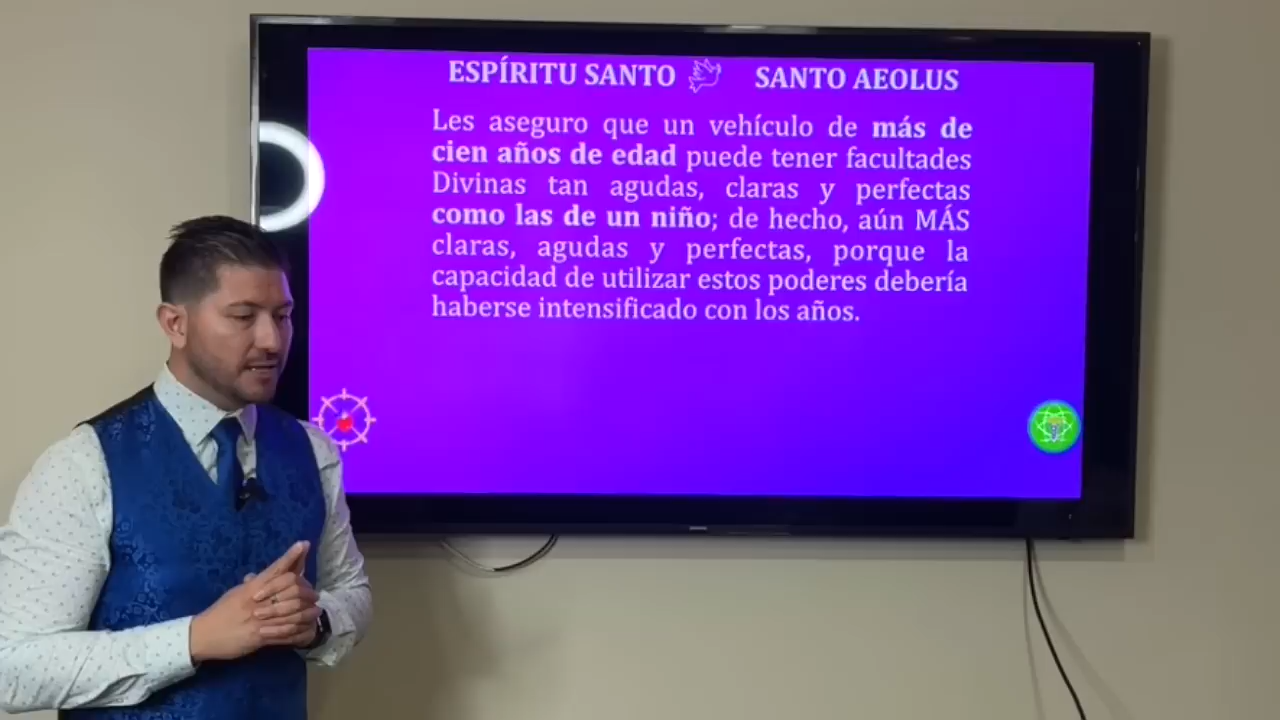 ESPÍRITU SANTO SANTO AEOLUS
Les aseguro que un vehículo de más de
cien años de edad puede tener facultades
Divinas tan agudas, claras y perfectas
como las de un niño; de hecho, aún MÁS
claras, agudas y perfectas, porque la
capacidad de utilizar estos poderes debería
haberse intensificado con los años.